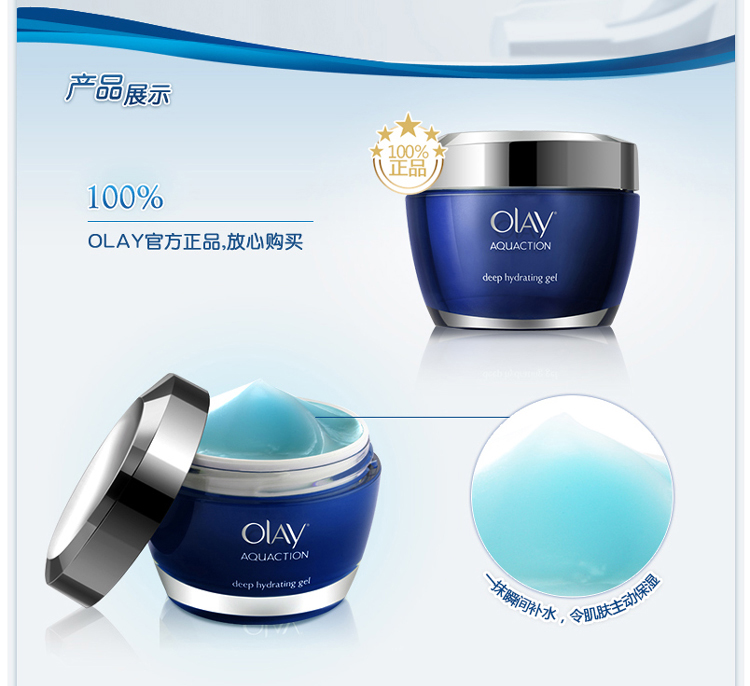 产品展示
100%
正品
100%
OLAY官方正品,放心购买
OLAY®
AQUACTION
deep hydrating gel
OLAY®
AQUACTION
deep hydrating gel
一抹瞬间补水，令肌肤主动保湿